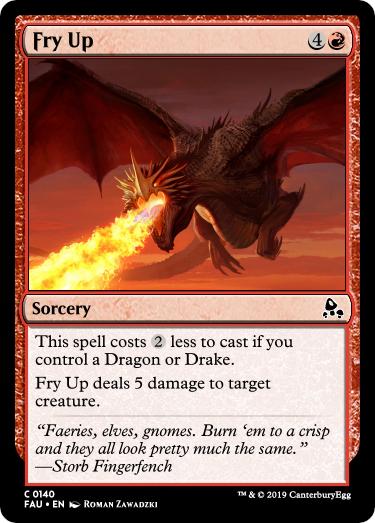 Fry Up 4
Sorcery
This spell costs 2 less to cast if you
control a Dragon or Drake.
Fry Up deals 5 damage to target
creature.
“Faeries, elves, gnomes. Burn ‘em to a crisp
and they all look pretty much the same.”
—Storb Fingerfench
C 0140
FAU • EN Roman Zawadzki
™ & © 2019 CanterburyEgg